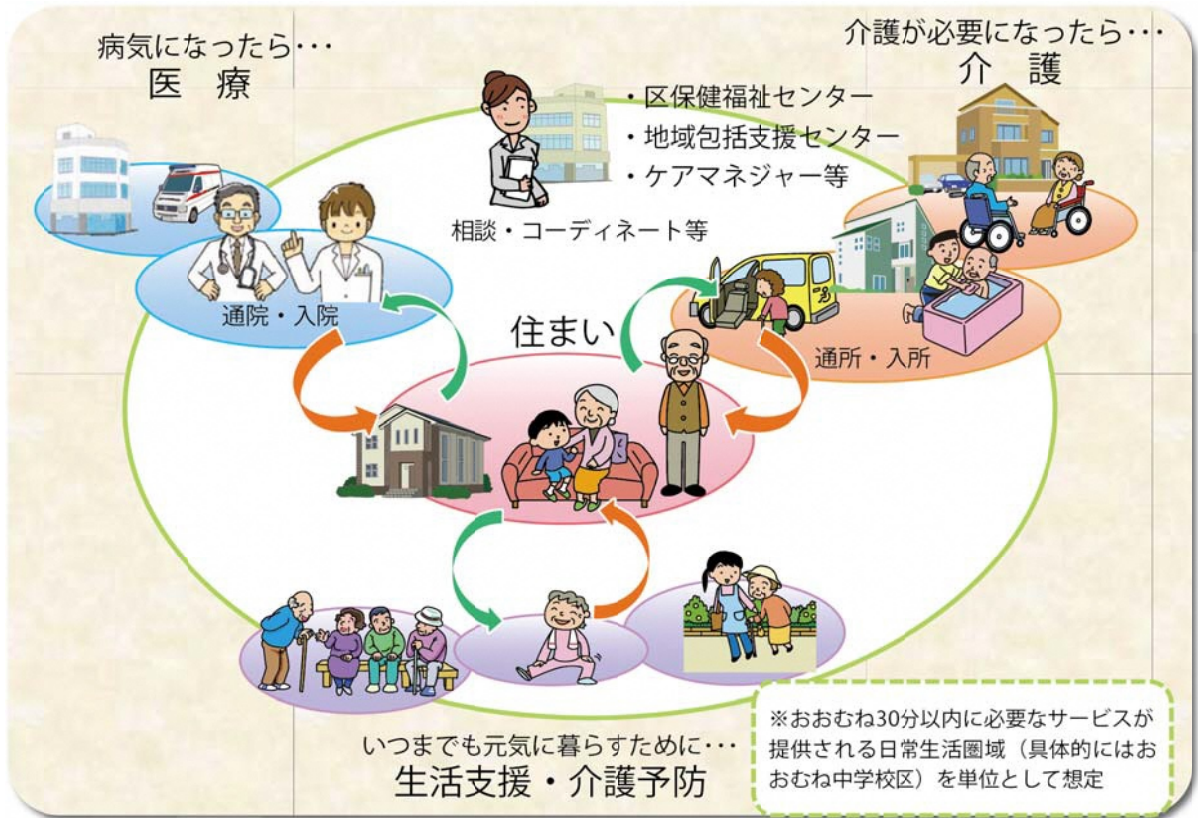 病気になったら･･･
医　療
介護が必要になったら･･･
介　護
・区保健福祉センター
・地域包括支援センター
・ケアマネジャー等
相談・コーディネート等
通院・入院
住まい
通所・入所
いつまでも元気に暮らすために･･･
生活支援・介護予防
※おおむね30分以内に必要なサービスが
提供される日常生活圏域（具体的にはお
おむね中学校区）を単位として想定